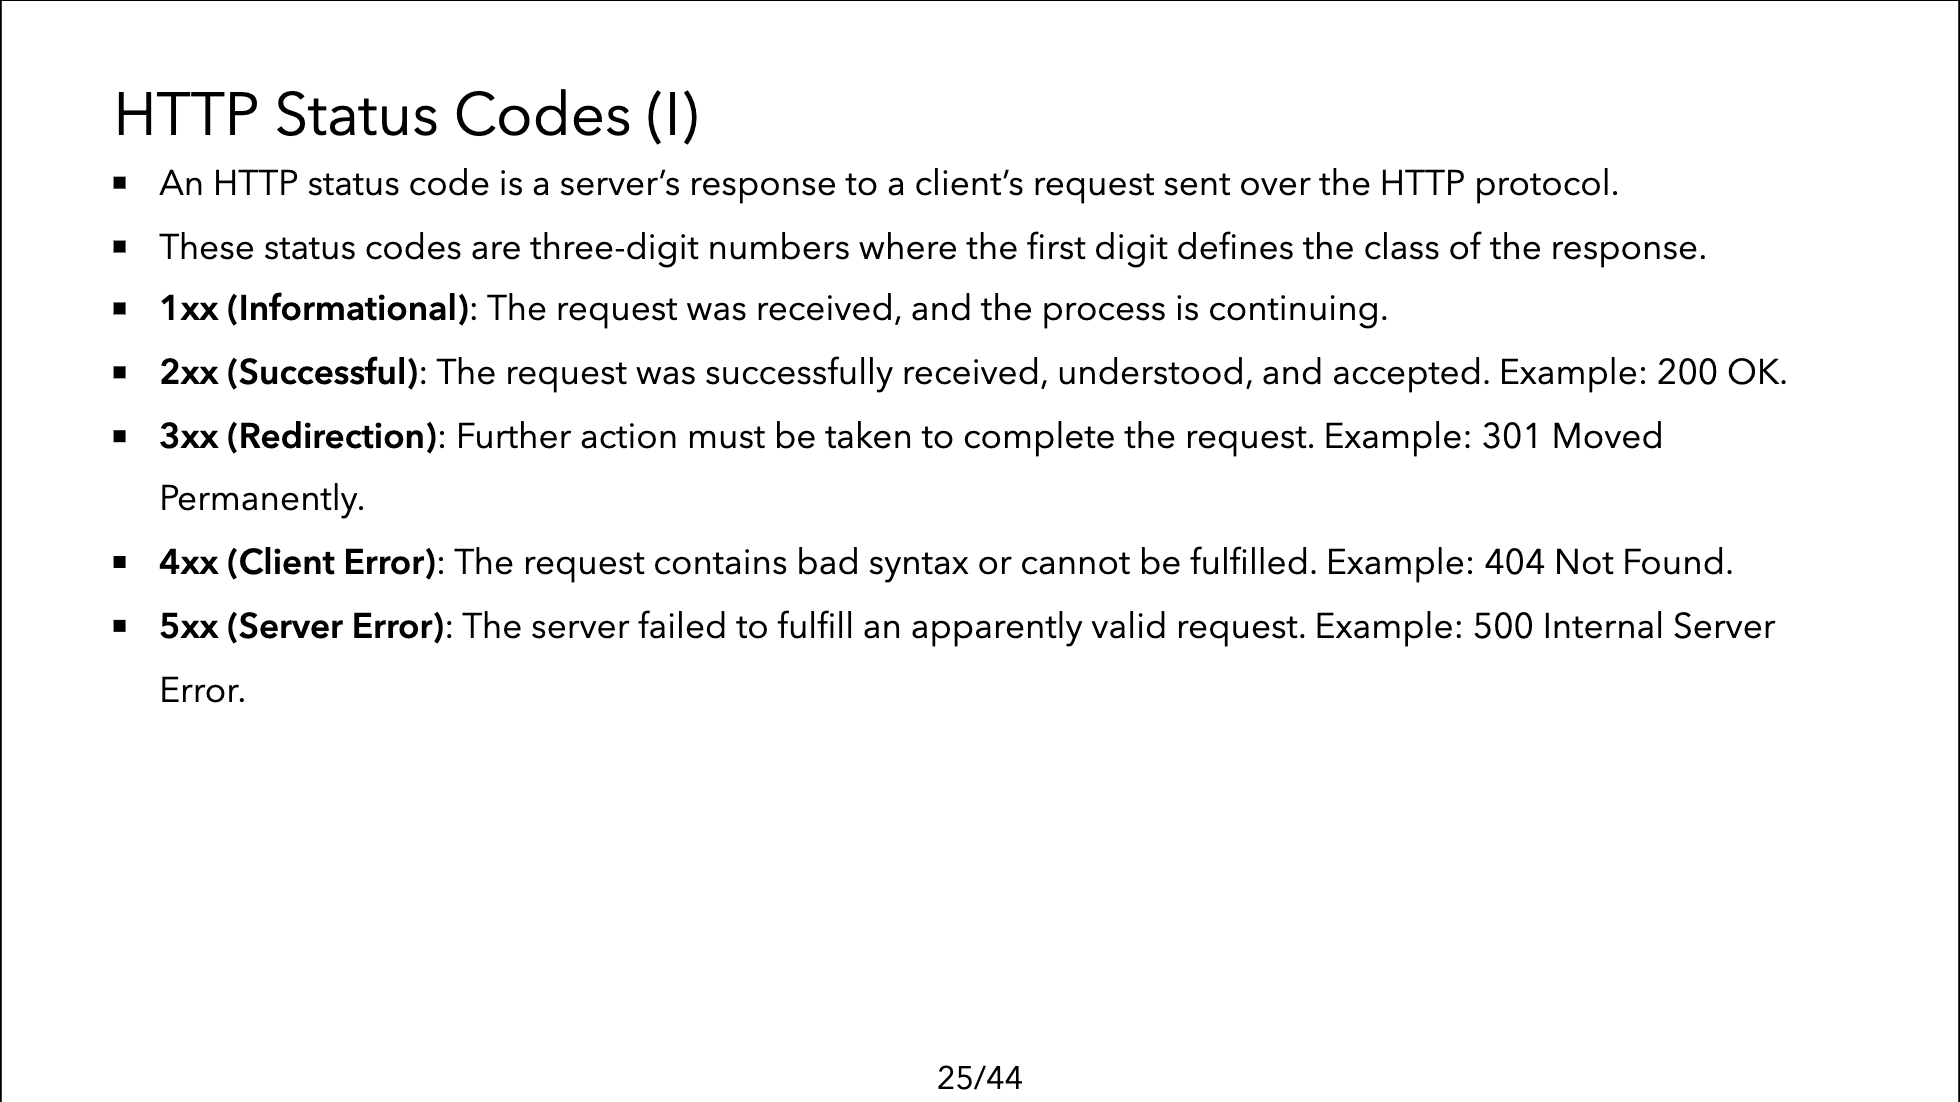 HTTP Status Codes (I)
▪ An HTTP status code is a server’s response to a client’s request sent over the HTTP protocol.
▪ These status codes are three-digit numbers where the first digit defines the class of the response.
▪ 1xx (Informational): The request was received, and the process is continuing.
▪ 2xx (Successful): The request was successfully received, understood, and accepted. Example: 200 OK.
▪ 3xx (Redirection): Further action must be taken to complete the request. Example: 301 Moved
Permanently.
▪ 4xx (Client Error): The request contains bad syntax or cannot be fulfilled. Example: 404 Not Found.
▪ 5xx (Server Error): The server failed to fulfill an apparently valid request. Example: 500 Internal Server
Error.
25/44